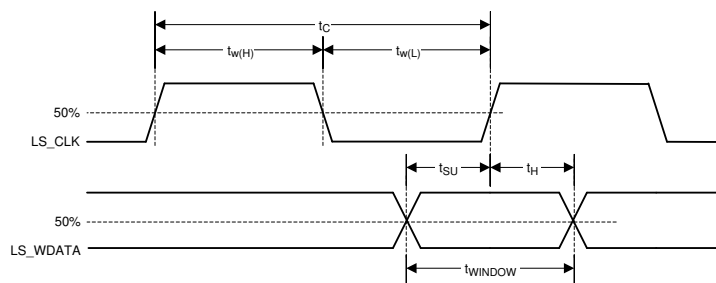 tC
tw(H) tw(L)
50%
LS_CLK
tSU tH
50%
LS_WDATA
tWINDOW